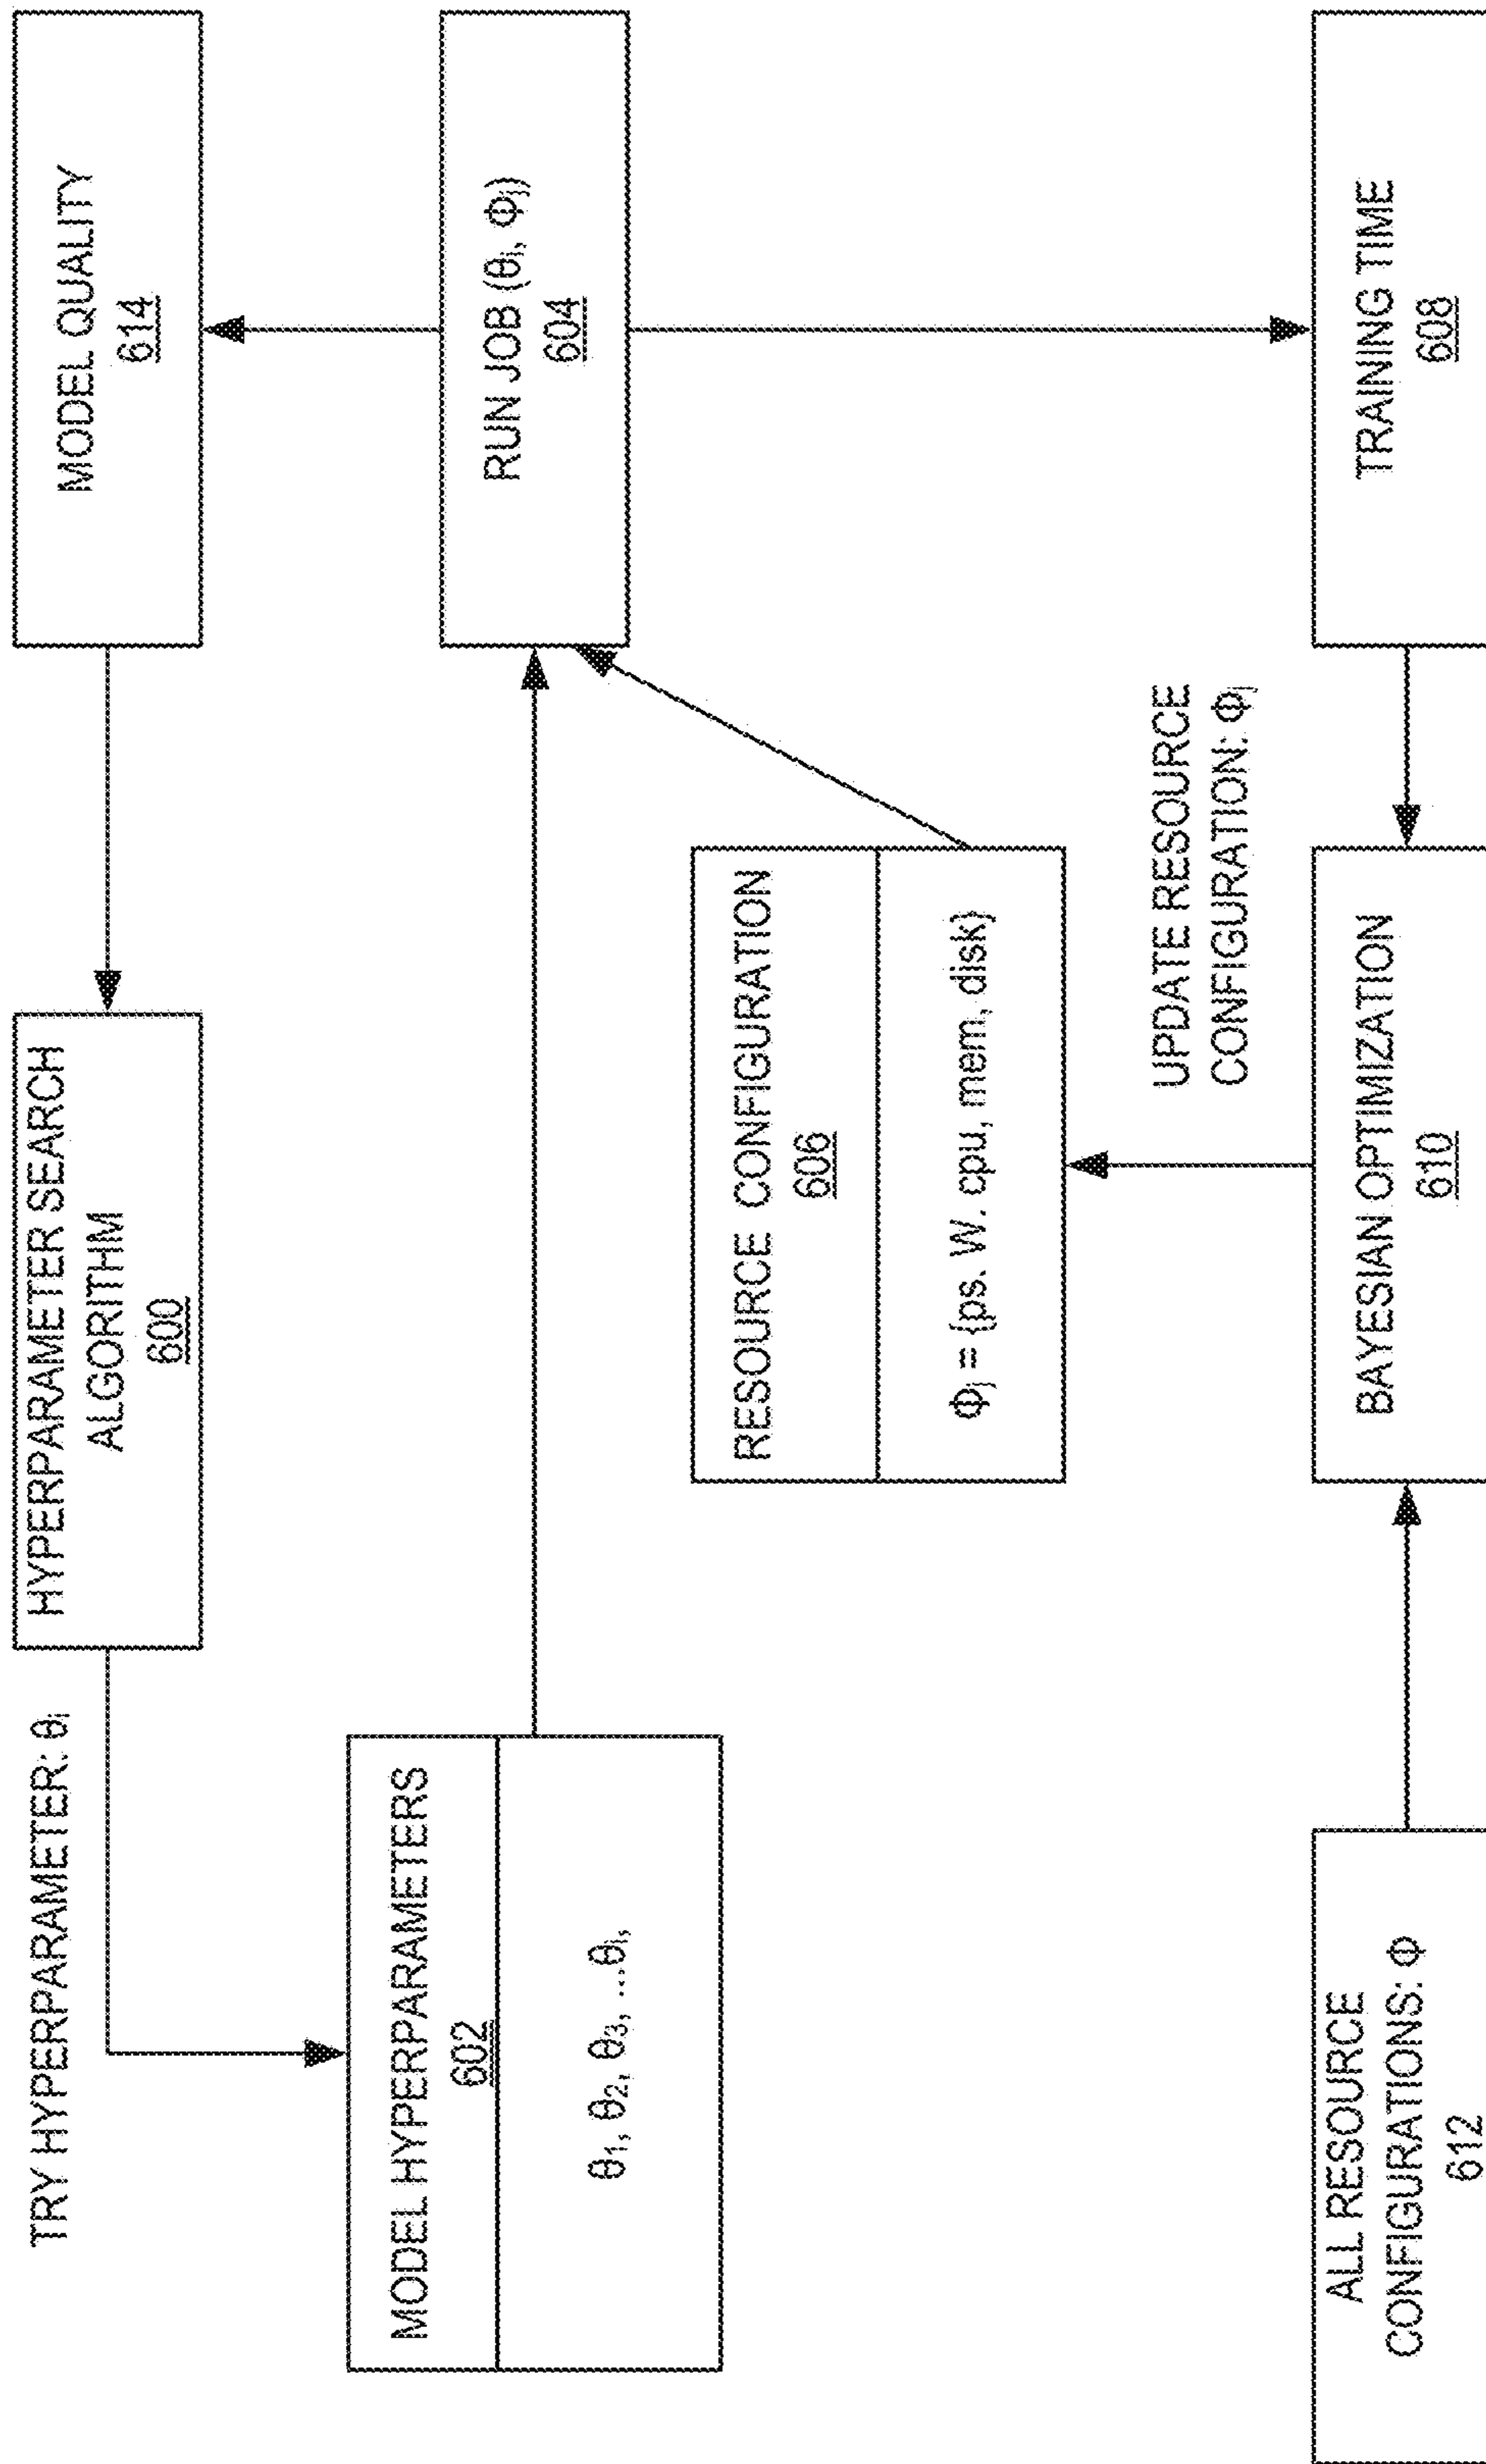 TRY HYPERPARAMETER: θᵢ
HYPERPARAMETER SEARCH
ALGORITHM
600
MODEL QUALITY
614
MODEL HYPERPARAMETERS
602
θ₁, θ₂, θ₃, ...θᵢ,
RUN JOB (θᵢ, Φⱼ)
604
RESOURCE CONFIGURATION
606
Φⱼ = {ps. W. cpu, mem, disk}
UPDATE RESOURCE
CONFIGURATION: Φⱼ
ALL RESOURCE
CONFIGURATIONS: Φ
612
BAYESIAN OPTIMIZATION
610
TRAINING TIME
608